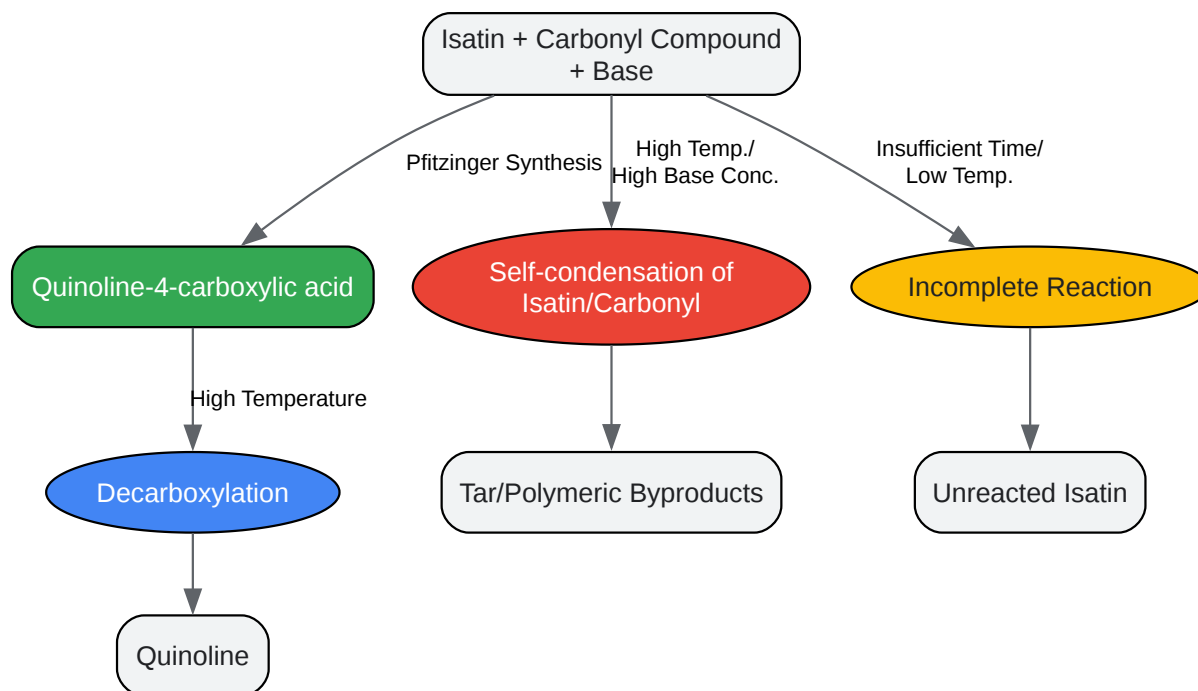 Isatin + Carbonyl Compound
+ Base
Pfitzinger Synthesis
High Temp./
High Base Conc.
Insufficient Time/
Low Temp.
Quinoline-4-carboxylic acid
Self-condensation of
Isatin/Carbonyl
Incomplete Reaction
High Temperature
Decarboxylation
Tar/Polymeric Byproducts
Unreacted Isatin
Quinoline